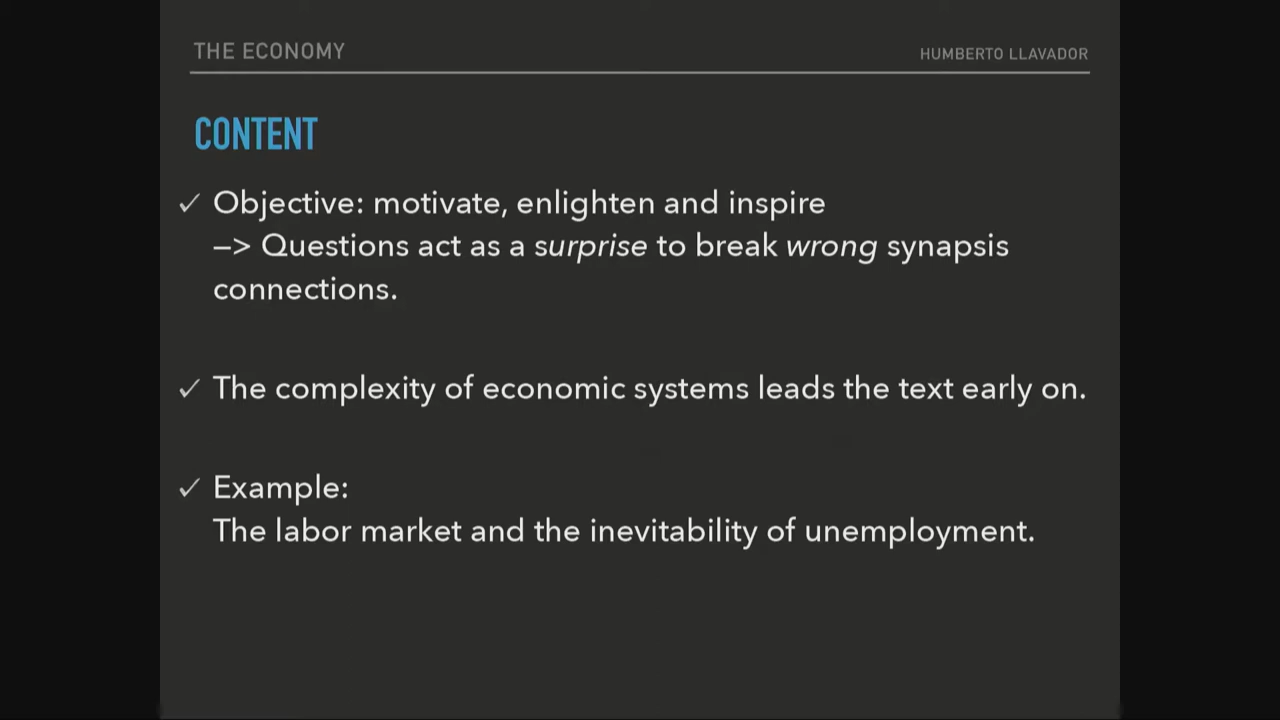 THE ECONOMY
HUMBERTO LLAVADOR
CONTENT
✓ Objective: motivate, enlighten and inspire
–> Questions act as a surprise to break wrong synapsis
connections.
✓ The complexity of economic systems leads the text early on.
✓ Example:
The labor market and the inevitability of unemployment.